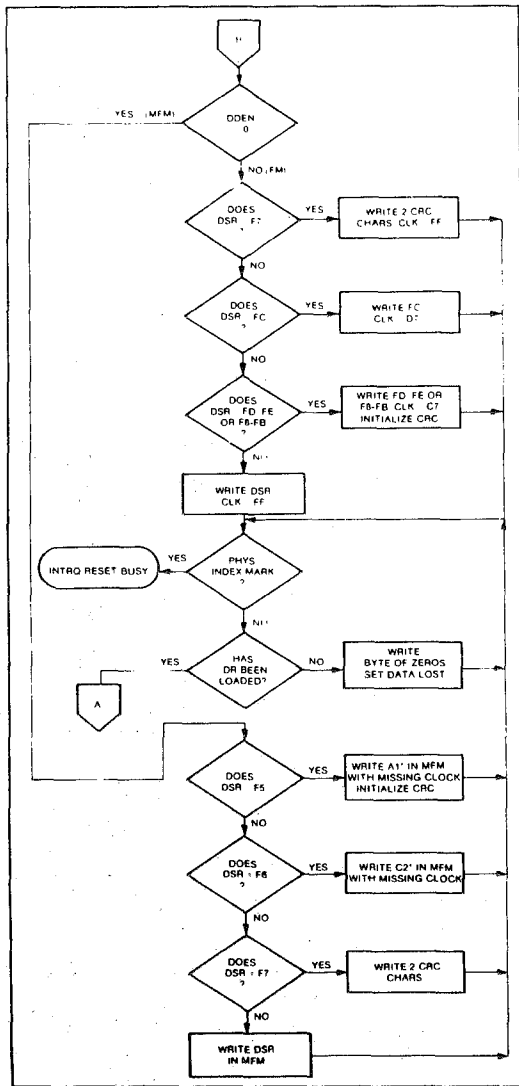 YES (MFM)
DDEN
0
NO (FM)
DOES
DSR F7
?
YES
WRITE 2 CRC
CHARS CLK FF
NO
DOES
DSR FC
?
YES
WRITE FC
CLK D7
NO
DOES
DSR FD FE
OR F8-FB
?
YES
WRITE FD FE OR
F8-FB CLK C7
INITIALIZE CRC
NO
WRITE DSR
CLK FF
PHYS
INDEX MARK
?
YES
INTRQ RESET BUSY
NO
HAS
DR BEEN
LOADED?
YES
A
NO
WRITE
BYTE OF ZEROS
SET DATA LOST
DOES
DSR F5
YES
WRITE A1* IN MFM
WITH MISSING CLOCK
INITIALIZE CRC
NO
DOES
DSR = F6
?
YES
WRITE C2* IN MFM
WITH MISSING CLOCK
NO
DOES
DSR = F7
?
YES
WRITE 2 CRC
CHARS
NO
WRITE DSR
IN MFM